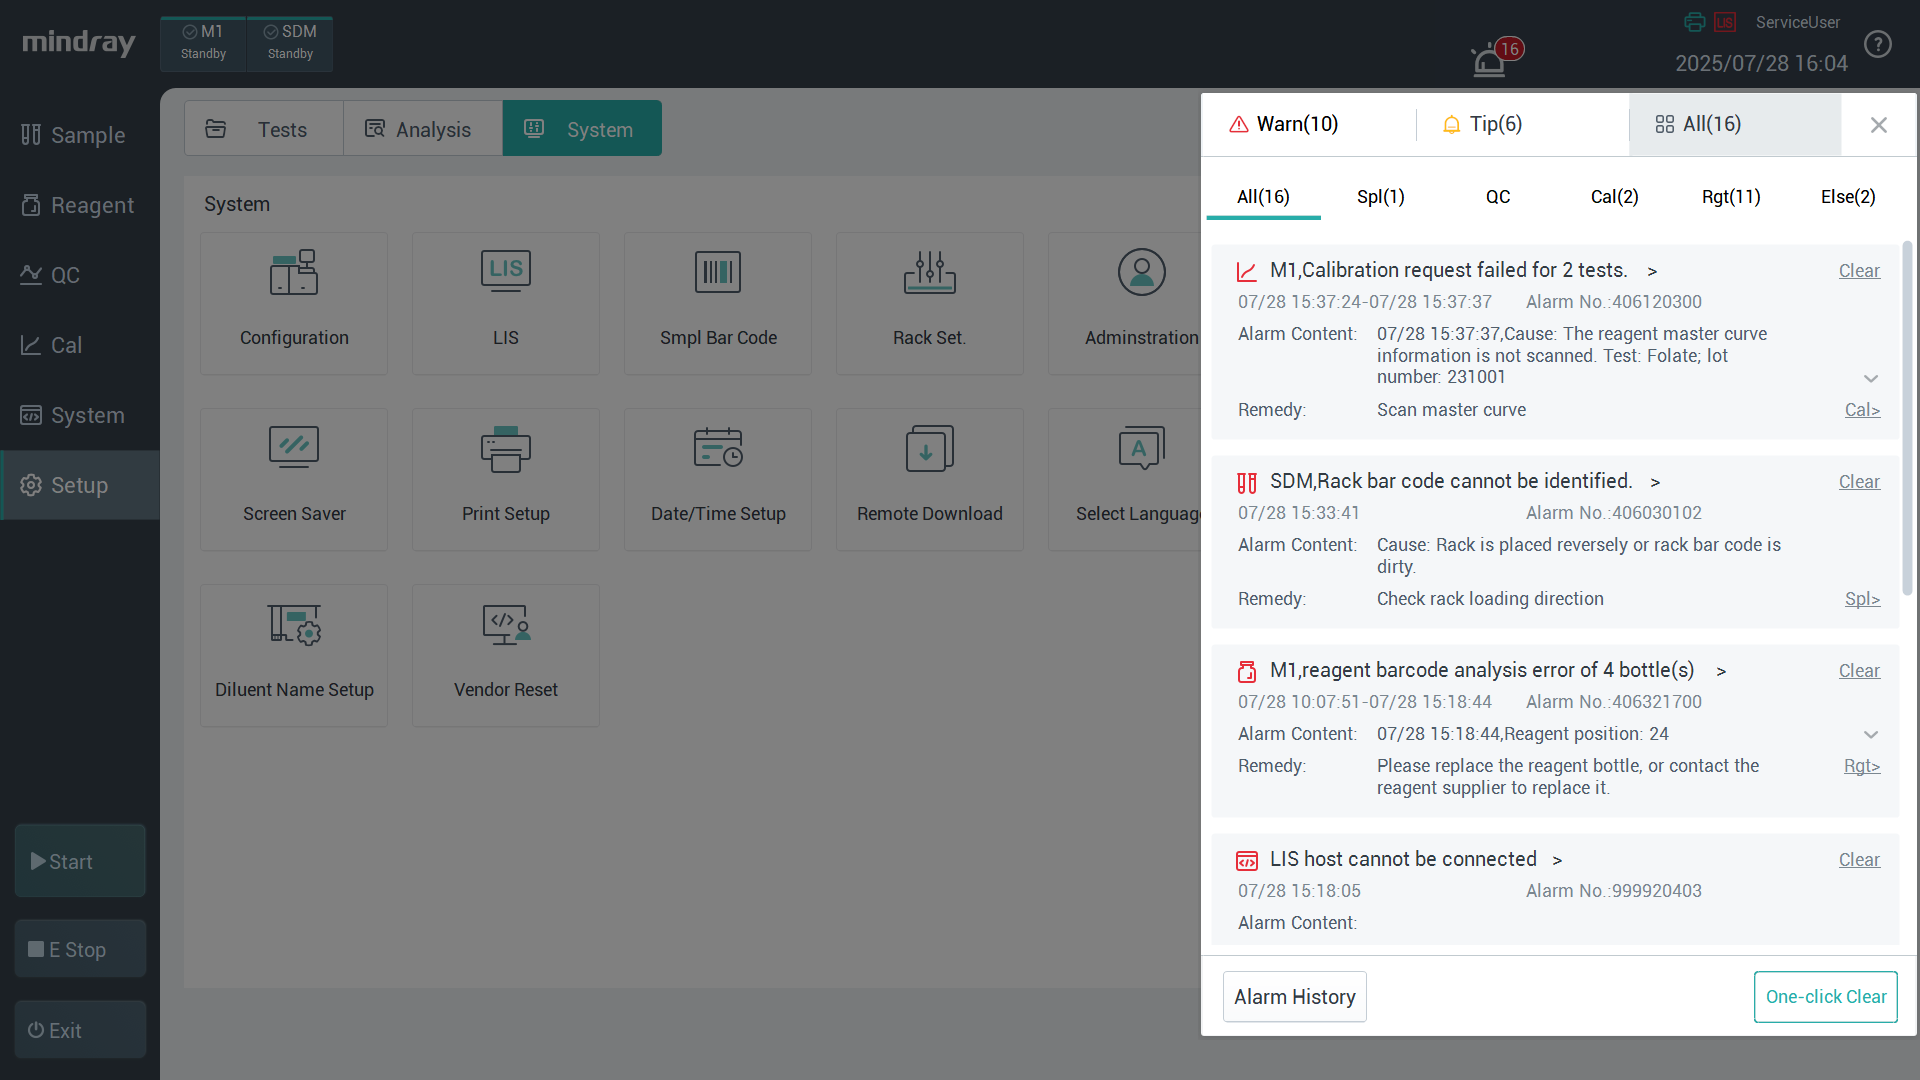 mindray
M1
Standby
SDM
Standby
16
LIS
ServiceUser
2025/07/28 16:04
?
Sample
Reagent
QC
Cal
System
Setup
Start
E Stop
Exit
Tests
Analysis
System
System
Configuration
LIS
LIS
Smpl Bar Code
Rack Set.
Adminstration
Screen Saver
Print Setup
Date/Time Setup
Remote Download
A
Select Languag
Diluent Name Setup
Vendor Reset
Warn(10)
Tip(6)
All(16)
All(16)
Spl(1)
QC
Cal(2)
Rgt(11)
Else(2)
M1,Calibration request failed for 2 tests. >
Clear
07/28 15:37:24-07/28 15:37:37
Alarm No.:406120300
Alarm Content:
07/28 15:37:37,Cause: The reagent master curve
information is not scanned. Test: Folate; lot
number: 231001
Remedy:
Scan master curve
Cal>
SDM,Rack bar code cannot be identified. >
Clear
07/28 15:33:41
Alarm No.:406030102
Alarm Content:
Cause: Rack is placed reversely or rack bar code is
dirty.
Remedy:
Check rack loading direction
Spl>
M1,reagent barcode analysis error of 4 bottle(s) >
Clear
07/28 10:07:51-07/28 15:18:44
Alarm No.:406321700
Alarm Content:
07/28 15:18:44,Reagent position: 24
Remedy:
Please replace the reagent bottle, or contact the
reagent supplier to replace it.
Rgt>
LIS host cannot be connected >
Clear
07/28 15:18:05
Alarm No.:999920403
Alarm Content:
Alarm History
One-click Clear